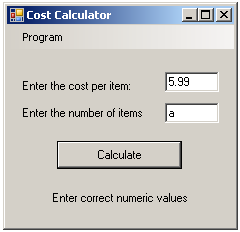 Cost Calculator
Program
Enter the cost per item: 5.99
Enter the number of items a
Calculate
Enter correct numeric values